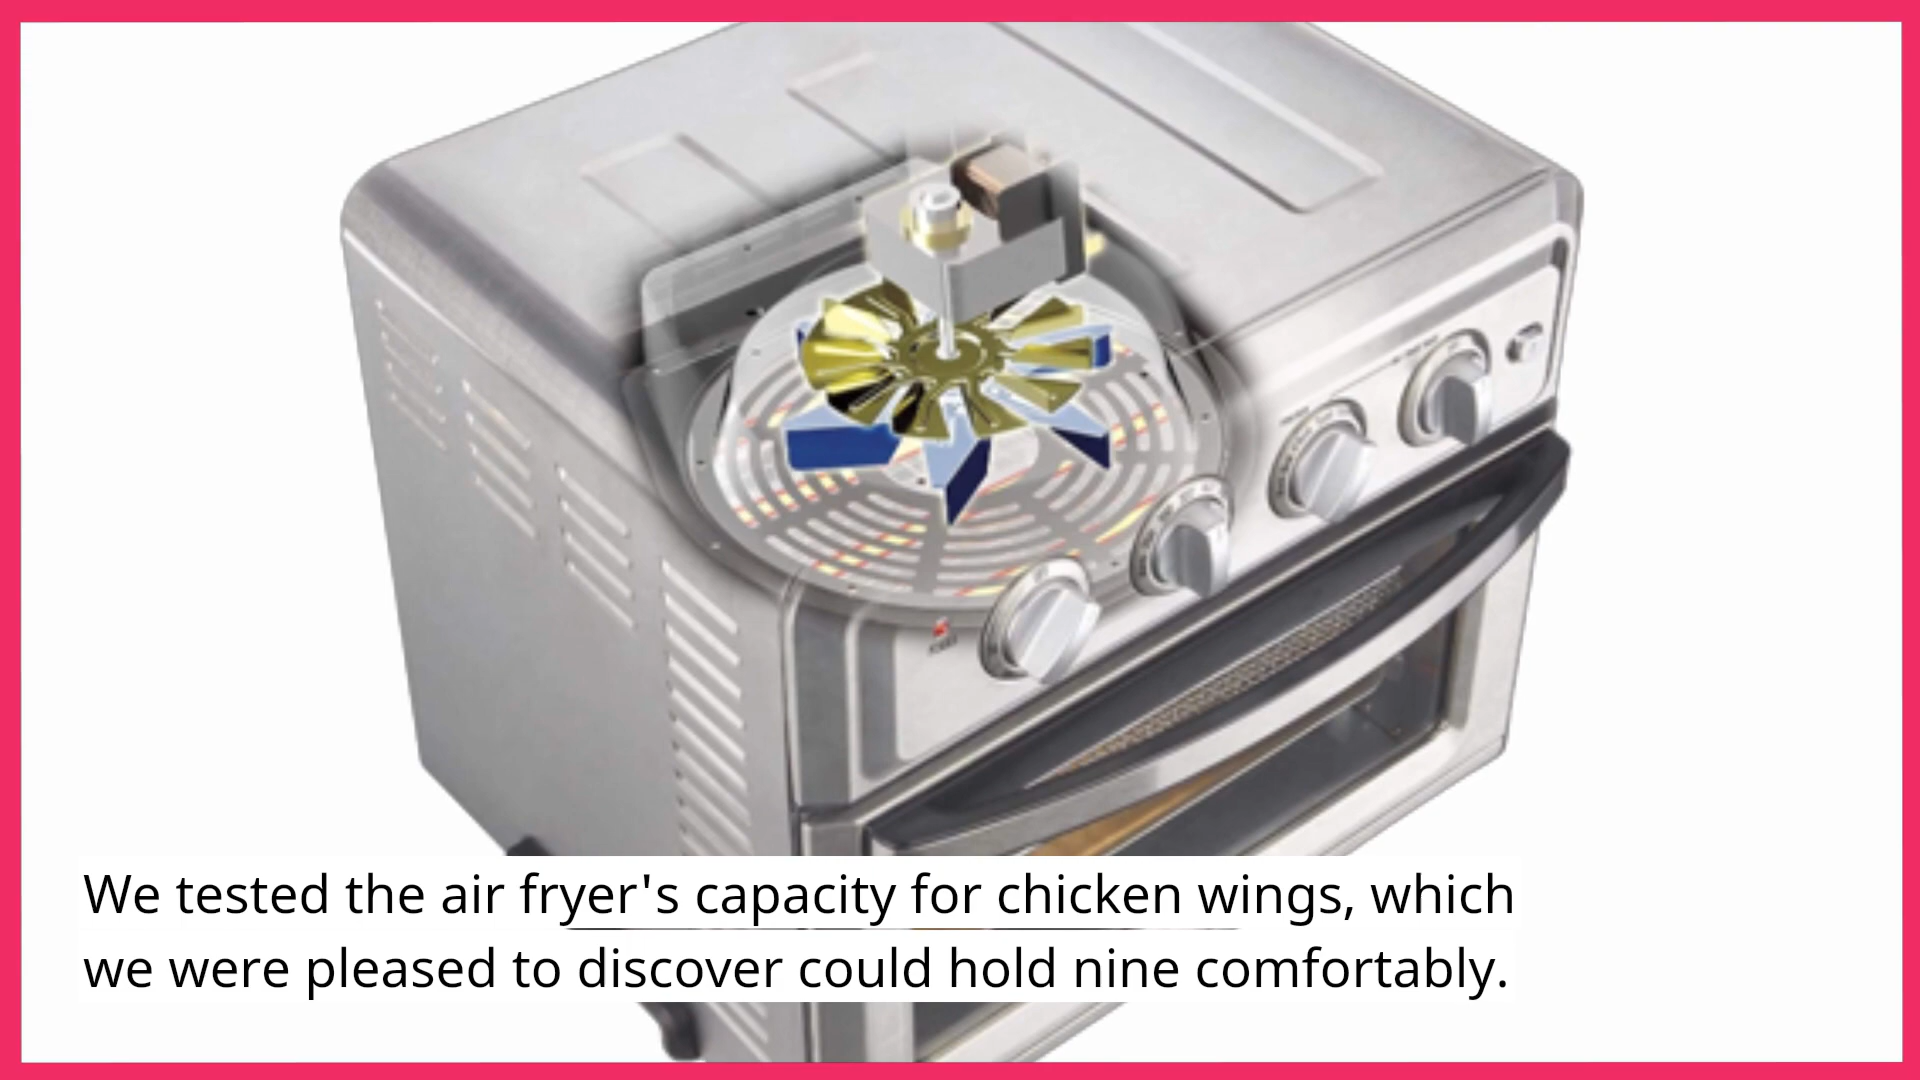 We tested the air fryer's capacity for chicken wings, which
we were pleased to discover could hold nine comfortably.